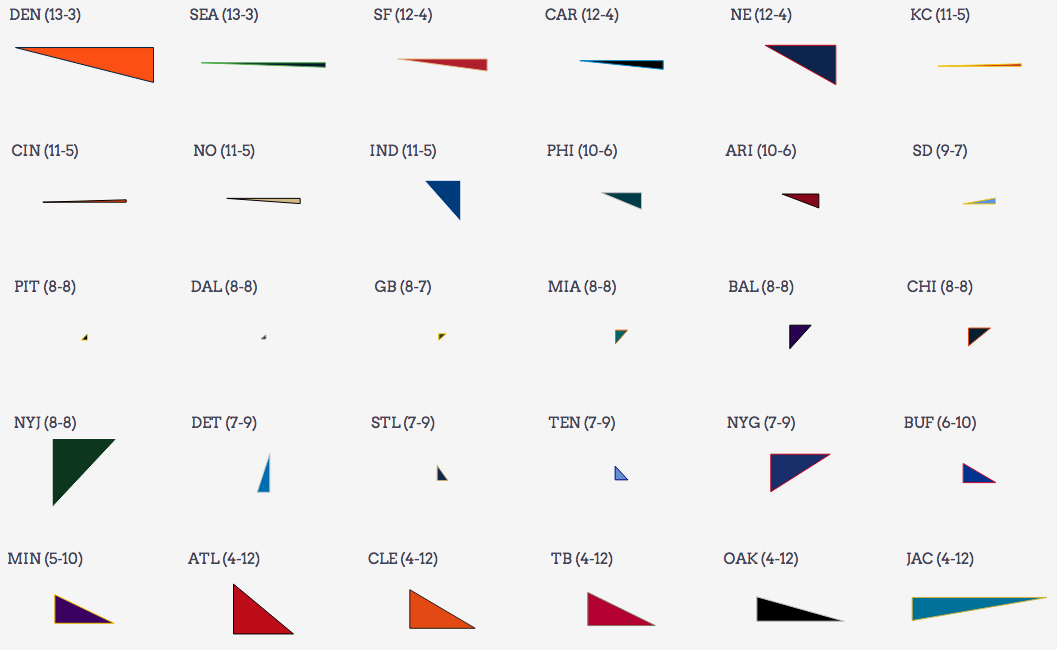 DEN (13-3) SEA (13-3) SF (12-4) CAR (12-4) NE (12-4) KC (11-5)
CIN (11-5) NO (11-5) IND (11-5) PHI (10-6) ARI (10-6) SD (9-7)
PIT (8-8) DAL (8-8) GB (8-7) MIA (8-8) BAL (8-8) CHI (8-8)
NYJ (8-8) DET (7-9) STL (7-9) TEN (7-9) NYG (7-9) BUF (6-10)
MIN (5-10) ATL (4-12) CLE (4-12) TB (4-12) OAK (4-12) JAC (4-12)